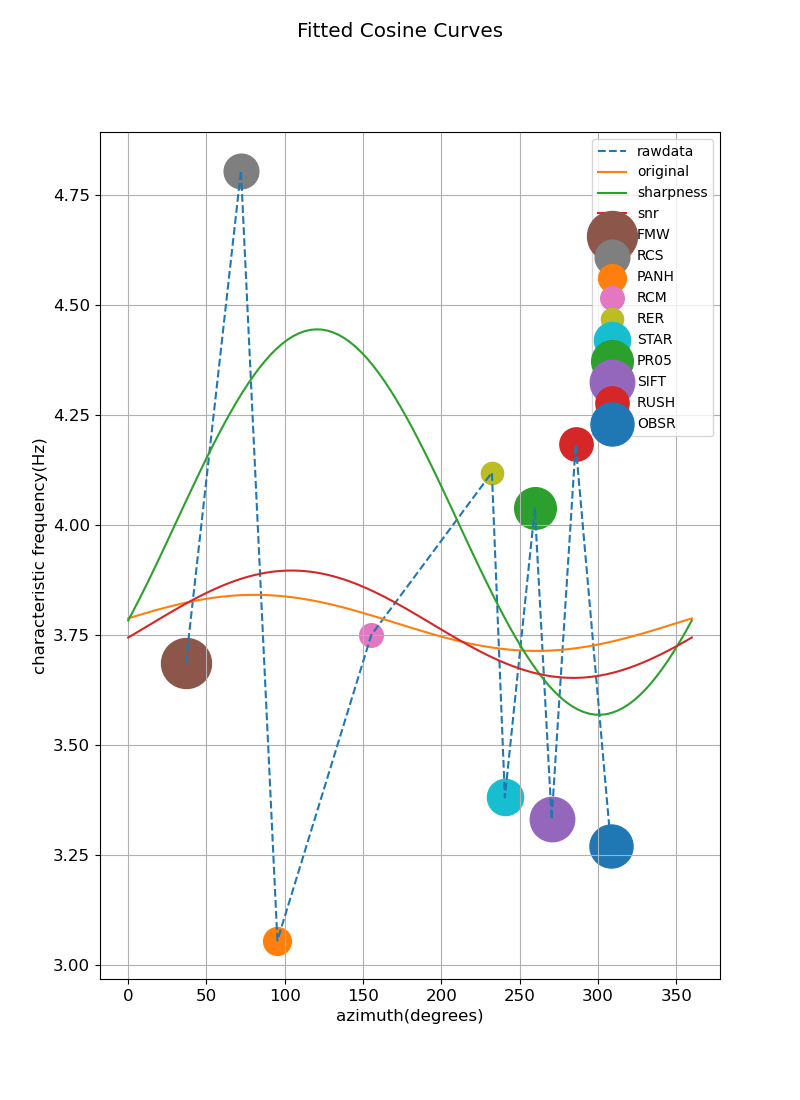 Fitted Cosine Curves
rawdata
original
sharpness
snr
FMW
RCS
PANH
RCM
RER
STAR
PR05
SIFT
RUSH
OBSR
4.75
4.50
4.25
4.00
3.75
3.50
3.25
3.00
characteristic frequency(Hz)
0 50 100 150 200 250 300 350
azimuth(degrees)